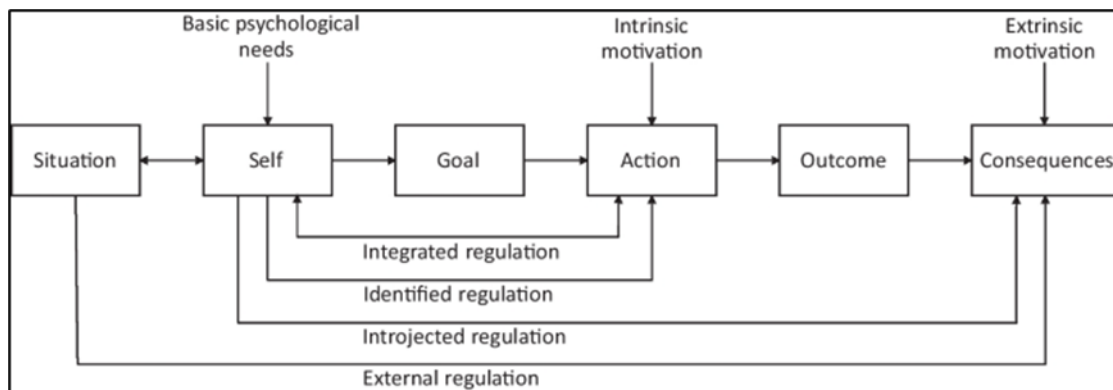 Basic psychological
needs
Intrinsic
motivation
Extrinsic
motivation
Situation
Self
Goal
Action
Outcome
Consequences
Integrated regulation
Identified regulation
Introjected regulation
External regulation